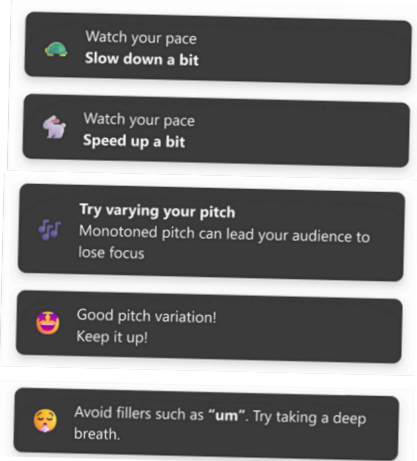 Watch your pace
Slow down a bit
Watch your pace
Speed up a bit
Try varying your pitch
Monotoned pitch can lead your audience to
lose focus
Good pitch variation!
Keep it up!
Avoid fillers such as “um”. Try taking a deep
breath.